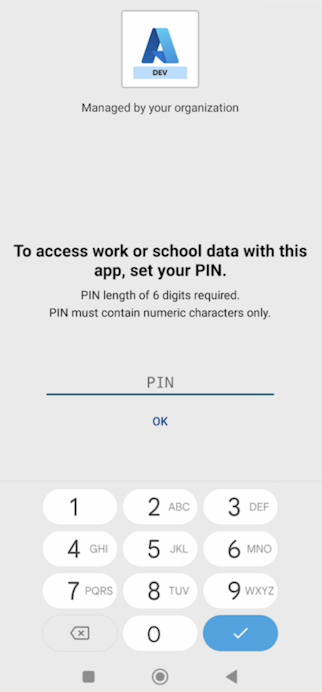 DEV
Managed by your organization
To access work or school data with this
app, set your PIN.
PIN length of 6 digits required.
PIN must contain numeric characters only.
PIN
OK
1 2 ABC 3 DEF
4 GHI 5 JKL 6 MNO
7 PQRS 8 TUV 9 WXYZ
0